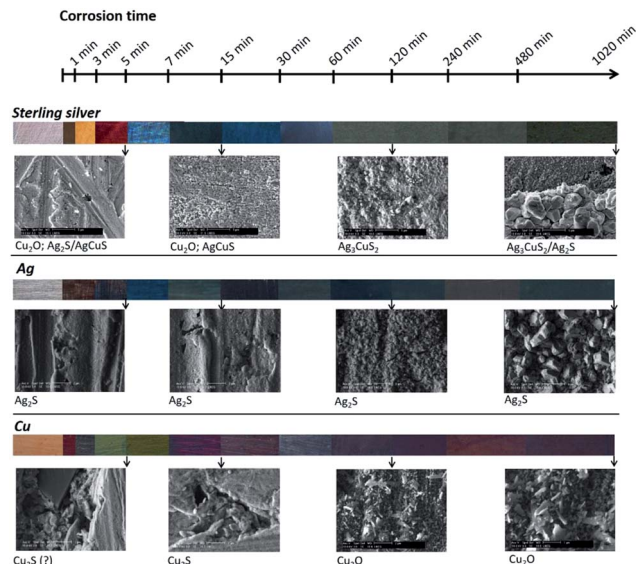 Corrosion time
1 min
3 min
5 min
7 min
15 min
30 min
60 min
120 min
240 min
480 min
1020 min
Sterling silver
Cu₂O; Ag₂S/AgCuS
Cu₂O; AgCuS
Ag₃CuS₂
Ag₃CuS₂/Ag₂S
Ag
Ag₂S
Ag₂S
Ag₂S
Ag₂S
Cu
Cu₂S (?)
Cu₂S
Cu₂O
Cu₂O